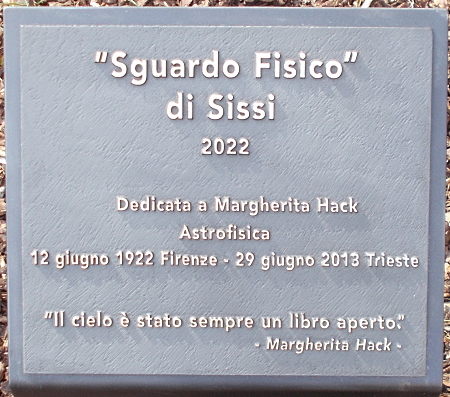 "Sguardo Fisico"
di Sissi
2022
Dedicata a Margherita Hack
Astrofisica
12 giugno 1922 Firenze - 29 giugno 2013 Trieste
"Il cielo è stato sempre un libro aperto."
- Margherita Hack -